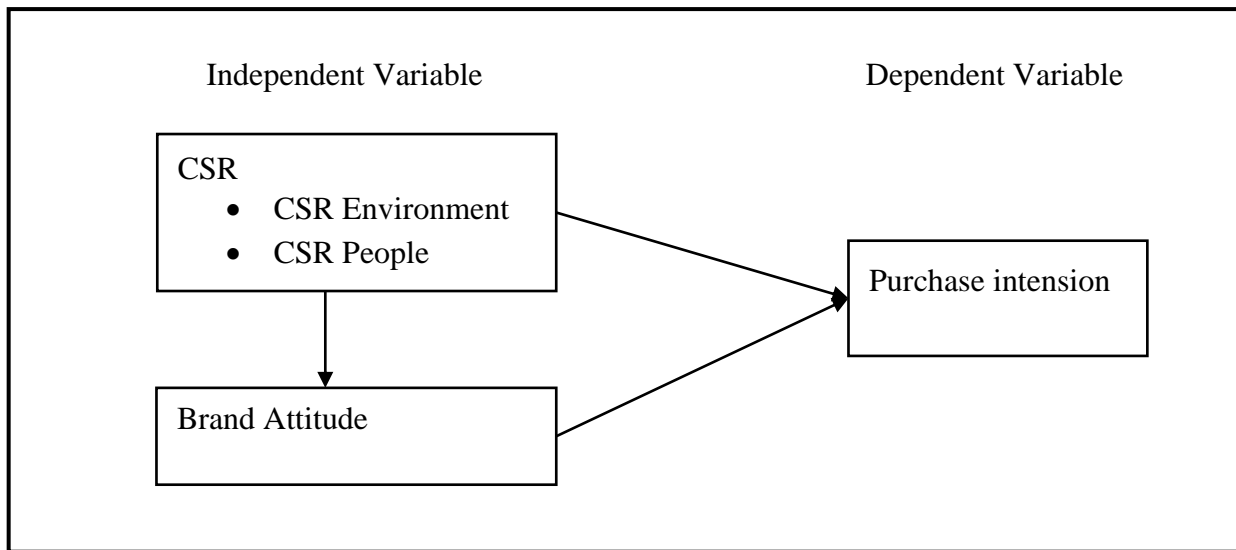 Independent Variable
Dependent Variable
CSR
• CSR Environment
• CSR People
Purchase intension
Brand Attitude